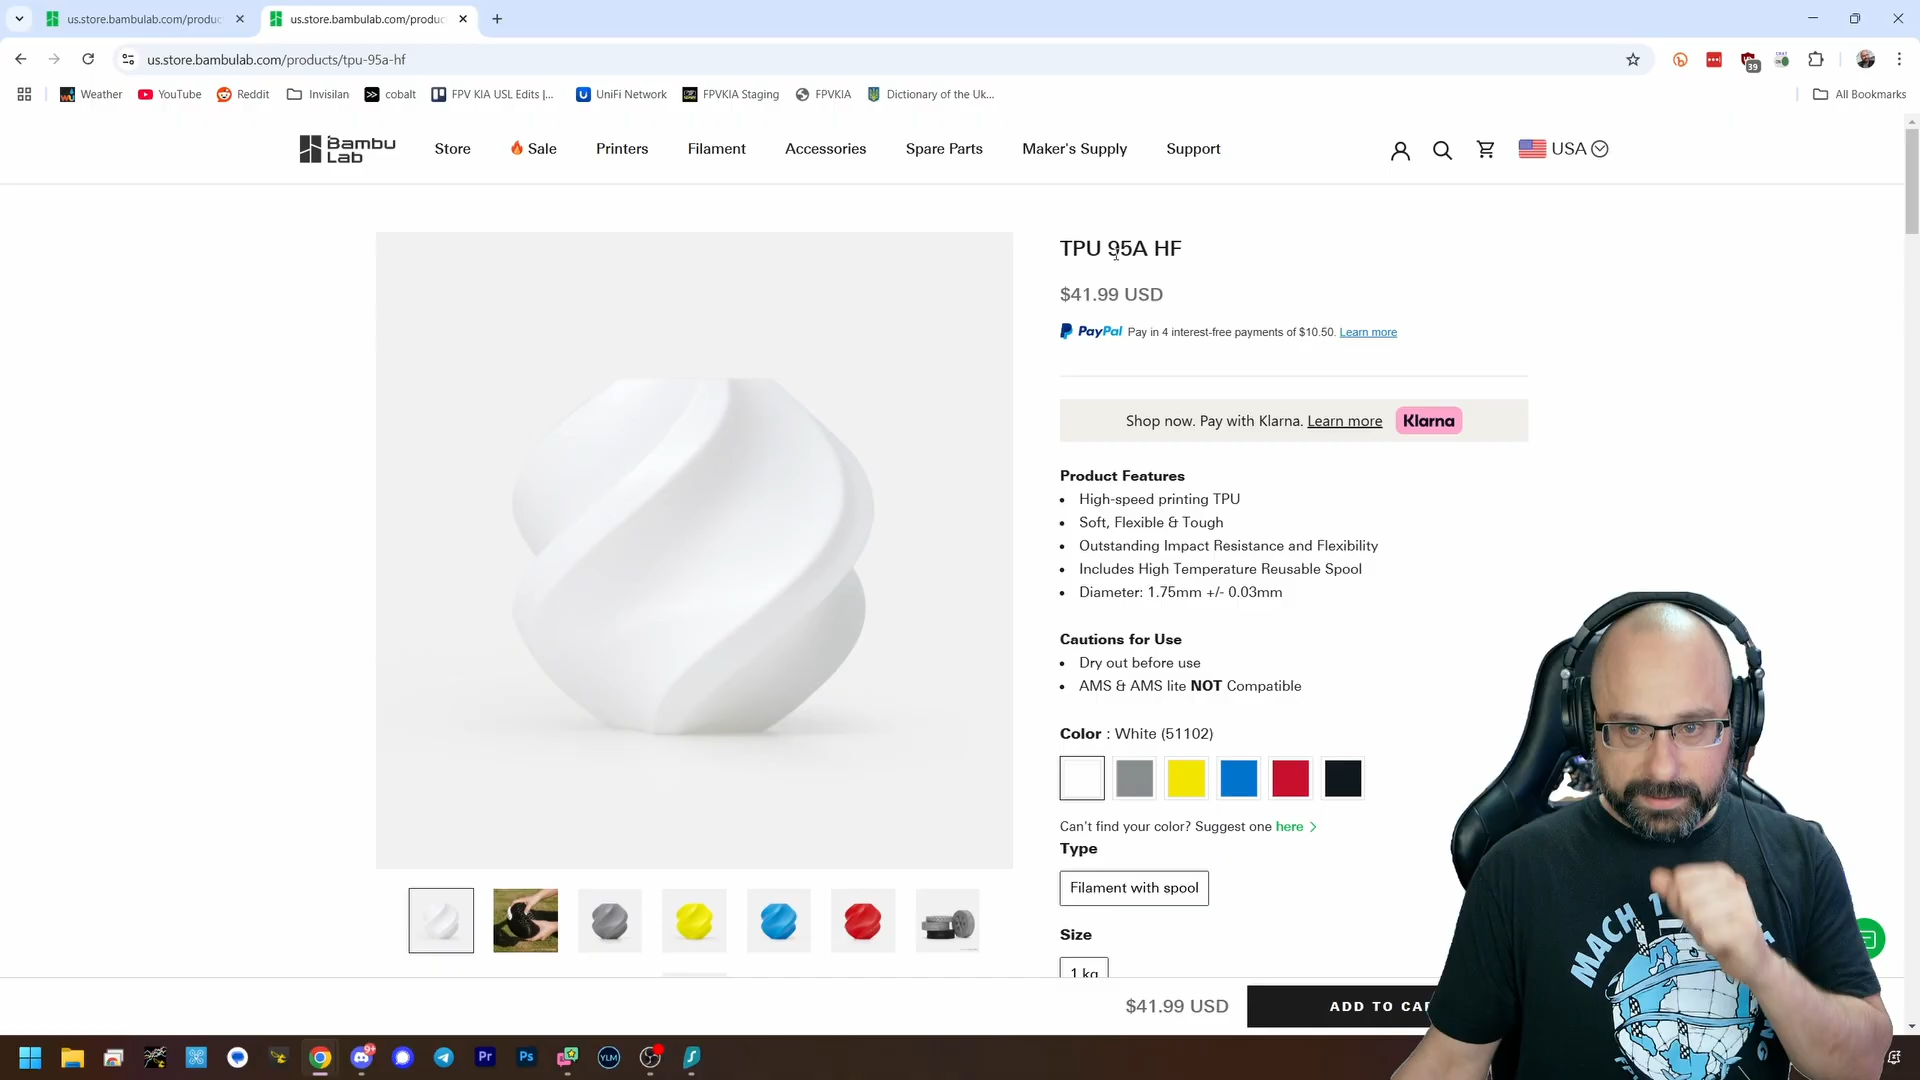 us.store.bambulab.com/produc
us.store.bambulab.com/produc
us.store.bambulab.com/products/tpu-95a-hf
39
Weather
YouTube
Reddit
Invisilan
cobalt
FPV KIA USL Edits |...
UniFi Network
FPVKIA Staging
FPVKIA
Dictionary of the Uk...
All Bookmarks
Bambu
Lab
Store
Sale
Printers
Filament
Accessories
Spare Parts
Maker's Supply
Support
USA
TPU 95A HF
$41.99 USD
PayPal Pay in 4 interest-free payments of $10.50. Learn more
Shop now. Pay with Klarna. Learn more Klarna
Product Features
High-speed printing TPU
Soft, Flexible & Tough
Outstanding Impact Resistance and Flexibility
Includes High Temperature Reusable Spool
Diameter: 1.75mm +/- 0.03mm
Cautions for Use
Dry out before use
AMS & AMS lite NOT Compatible
Color : White (51102)
Can't find your color? Suggest one here >
Type
Filament with spool
Size
1 kg
$41.99 USD
ADD TO CAR
MACH
9+
Pr
Ps
YLM